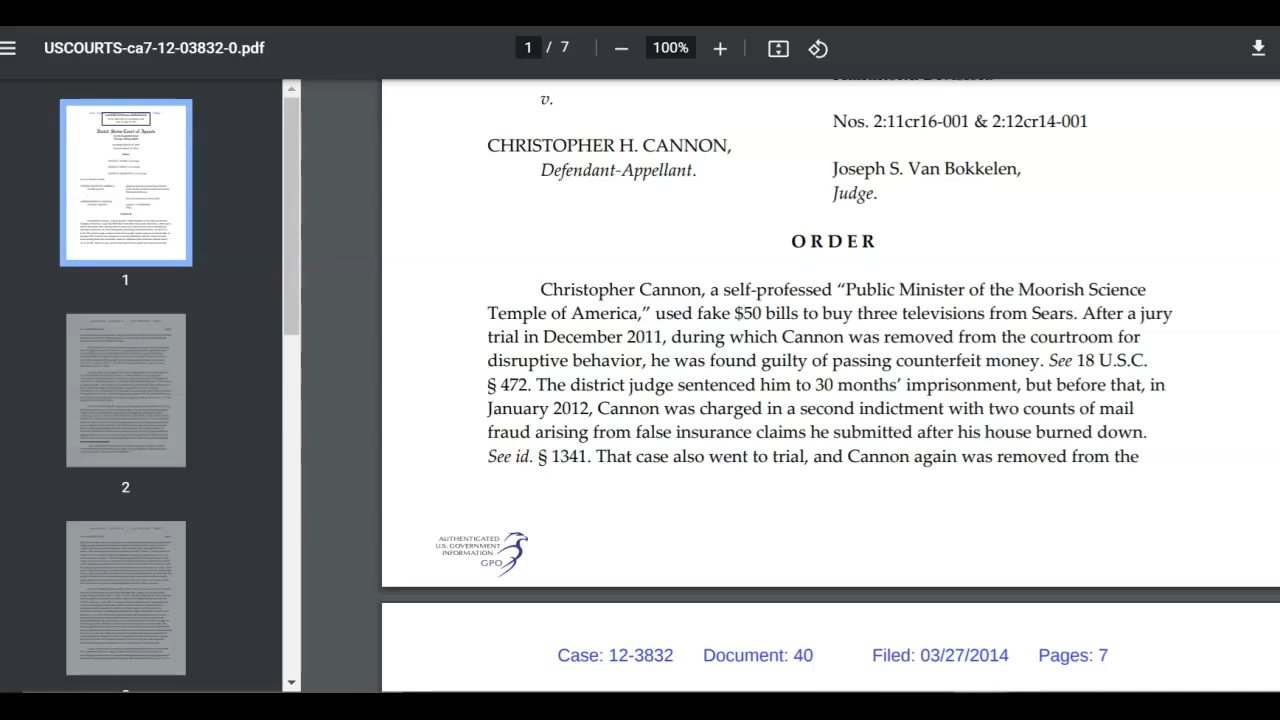 USCOURTS-ca7-12-03832-0.pdf
1 / 7
100%
v.
Nos. 2:11cr16-001 & 2:12cr14-001
CHRISTOPHER H. CANNON,
Defendant-Appellant.
Joseph S. Van Bokkelen,
Judge.
O R D E R
Christopher Cannon, a self-professed “Public Minister of the Moorish Science
Temple of America,” used fake $50 bills to buy three televisions from Sears. After a jury
trial in December 2011, during which Cannon was removed from the courtroom for
disruptive behavior, he was found guilty of passing counterfeit money. See 18 U.S.C.
§ 472. The district judge sentenced him to 30 months’ imprisonment, but before that, in
January 2012, Cannon was charged in a second indictment with two counts of mail
fraud arising from false insurance claims he submitted after his house burned down.
See id. § 1341. That case also went to trial, and Cannon again was removed from the
AUTHENTICATED
U.S. GOVERNMENT
INFORMATION
GPO
Case: 12-3832 Document: 40 Filed: 03/27/2014 Pages: 7
1
2